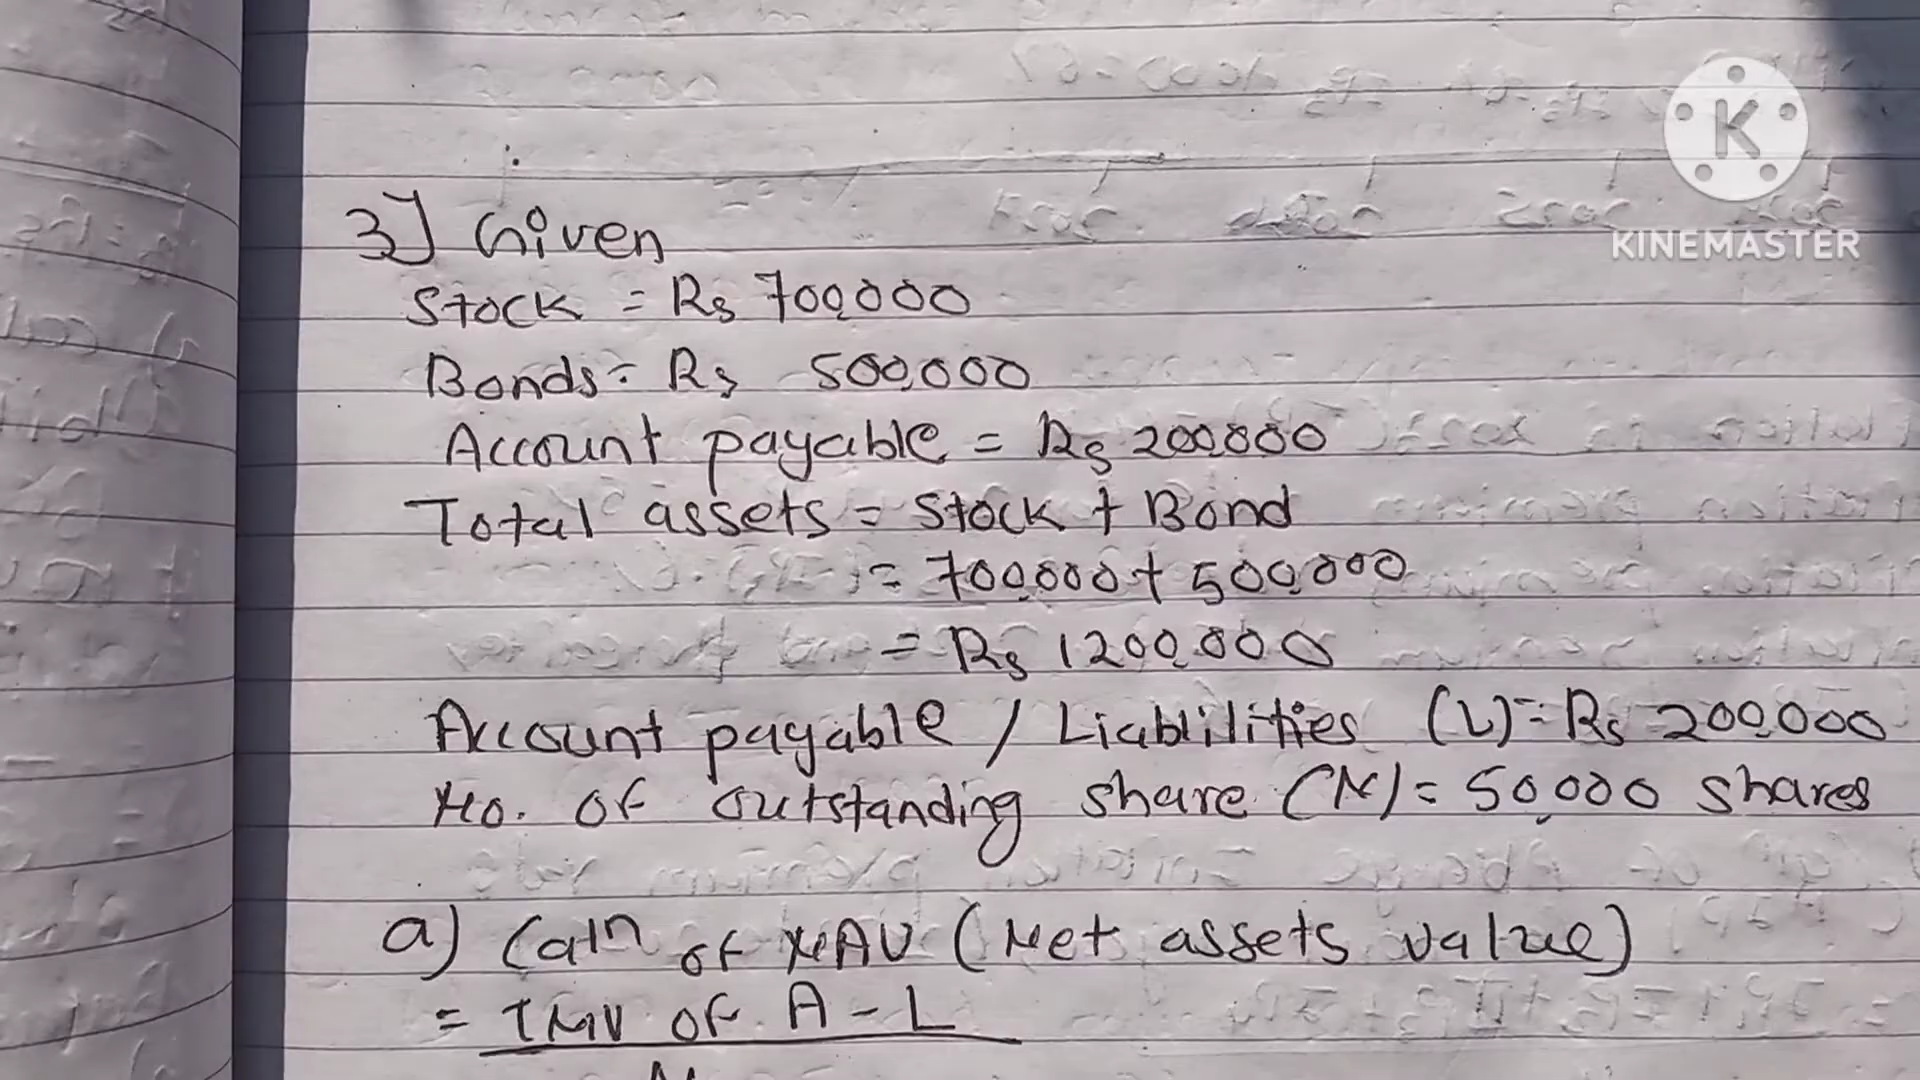 K
KINEMASTER
3] Given
Stock = Rs 700,000
Bonds = Rs 500,000
Account payable = Rs 200,000
Total assets = Stock + Bond
= 700,000 + 500,000
= Rs 1200,000
Account payable / Liablilities (L) = Rs 200,000
No. of outstanding share (N) = 50,000 shares
a) Caln of NAV (Net assets value)
= TMV of A - L
N